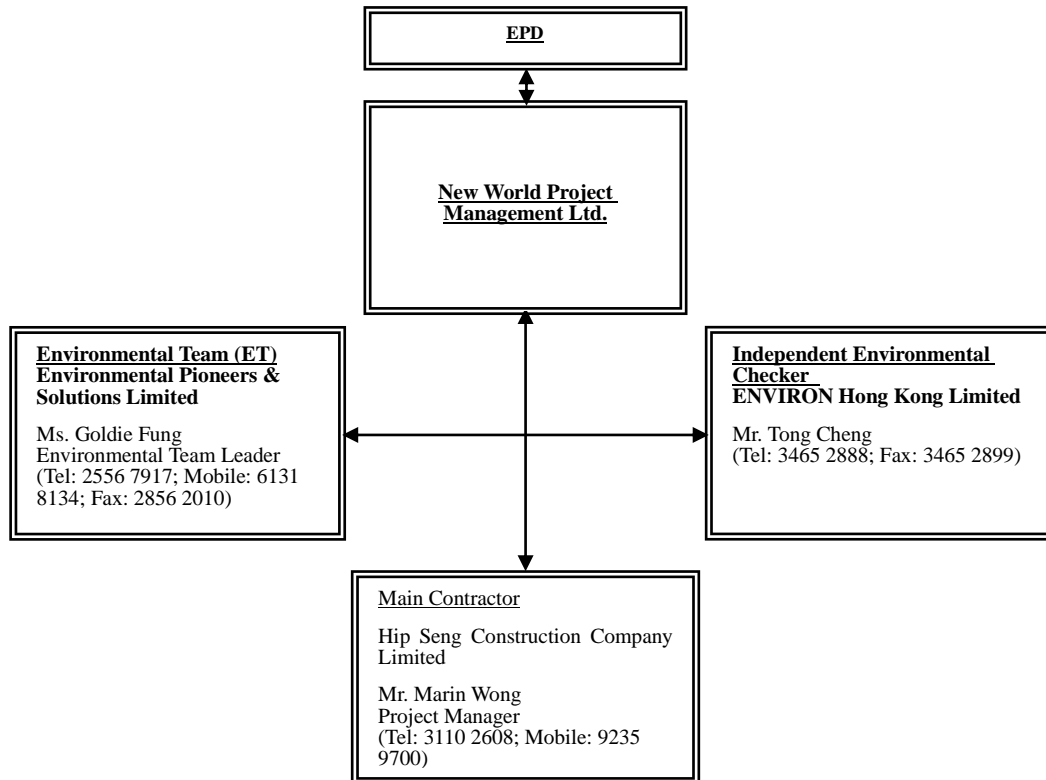 EPD
New World Project
Management Ltd.
Environmental Team (ET)
Environmental Pioneers &
Solutions Limited
Ms. Goldie Fung
Environmental Team Leader
(Tel: 2556 7917; Mobile: 6131
8134; Fax: 2856 2010)
Independent Environmental
Checker
ENVIRON Hong Kong Limited
Mr. Tong Cheng
(Tel: 3465 2888; Fax: 3465 2899)
Main Contractor
Hip Seng Construction Company
Limited
Mr. Marin Wong
Project Manager
(Tel: 3110 2608; Mobile: 9235
9700)